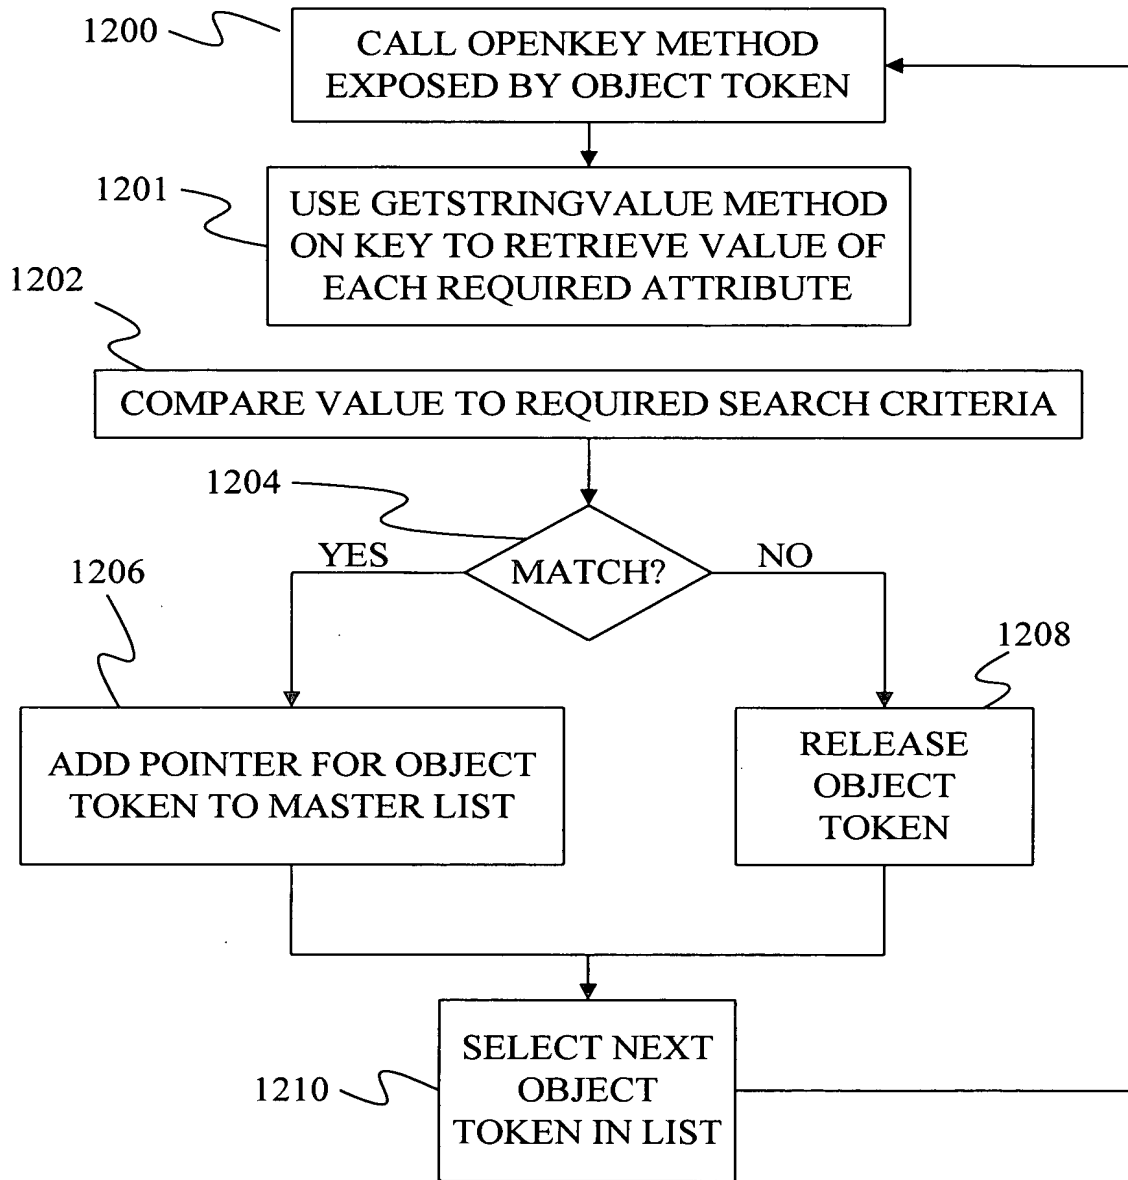 1200
CALL OPENKEY METHOD
EXPOSED BY OBJECT TOKEN
1201
USE GETSTRINGVALUE METHOD
ON KEY TO RETRIEVE VALUE OF
EACH REQUIRED ATTRIBUTE
1202
COMPARE VALUE TO REQUIRED SEARCH CRITERIA
1204
YES
MATCH?
NO
1206
1208
ADD POINTER FOR OBJECT
TOKEN TO MASTER LIST
RELEASE
OBJECT
TOKEN
1210
SELECT NEXT
OBJECT
TOKEN IN LIST